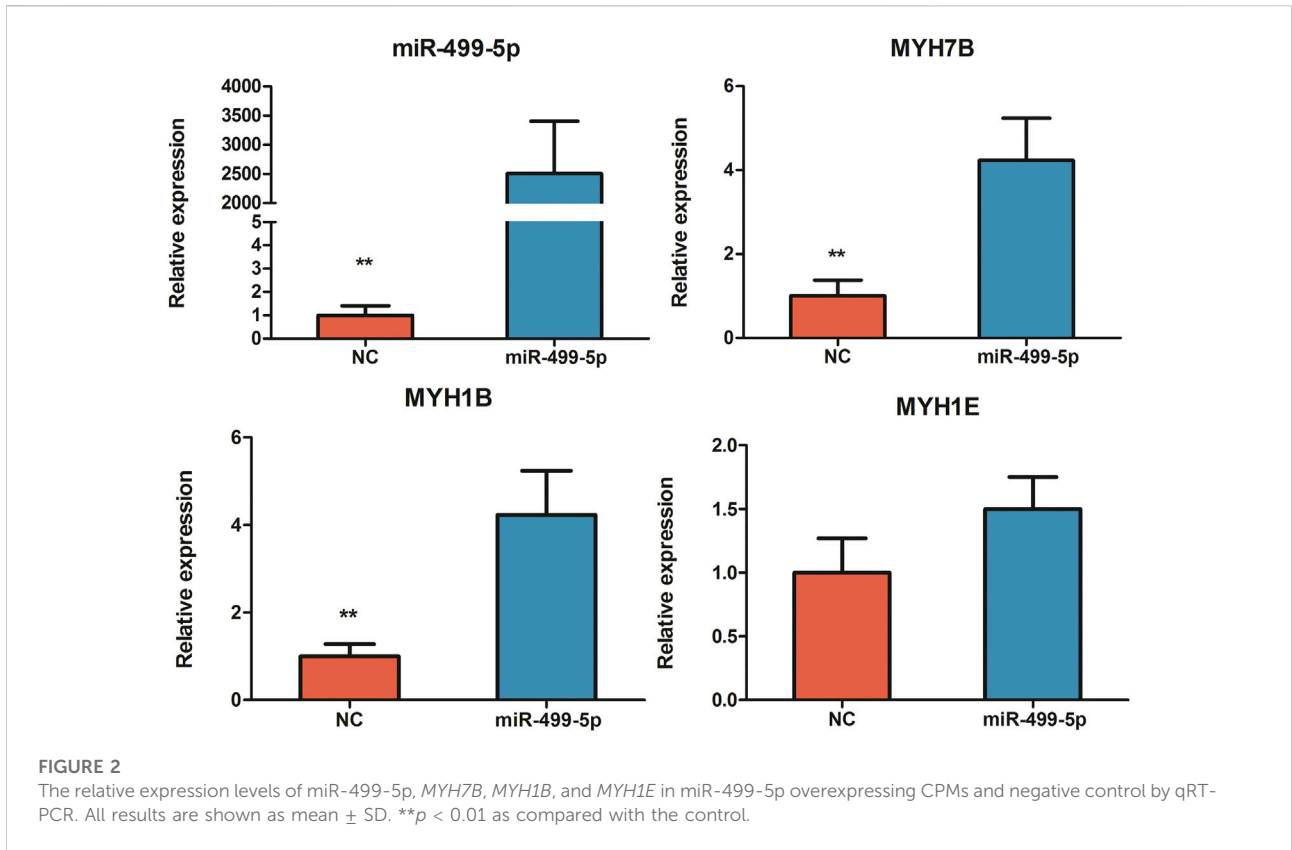 miR-499-5p
Relative expression
4000
3500
3000
2500
2000
5
4
3
2
1
0
**
NC
miR-499-5p
MYH7B
Relative expression
6
4
2
0
**
NC
miR-499-5p
MYH1B
Relative expression
6
4
2
0
**
NC
miR-499-5p
MYH1E
Relative expression
2.0
1.5
1.0
0.5
0.0
NC
miR-499-5p
FIGURE 2
The relative expression levels of miR-499-5p, MYH7B, MYH1B, and MYH1E in miR-499-5p overexpressing CPMs and negative control by qRT-
PCR. All results are shown as mean ± SD. **p < 0.01 as compared with the control.